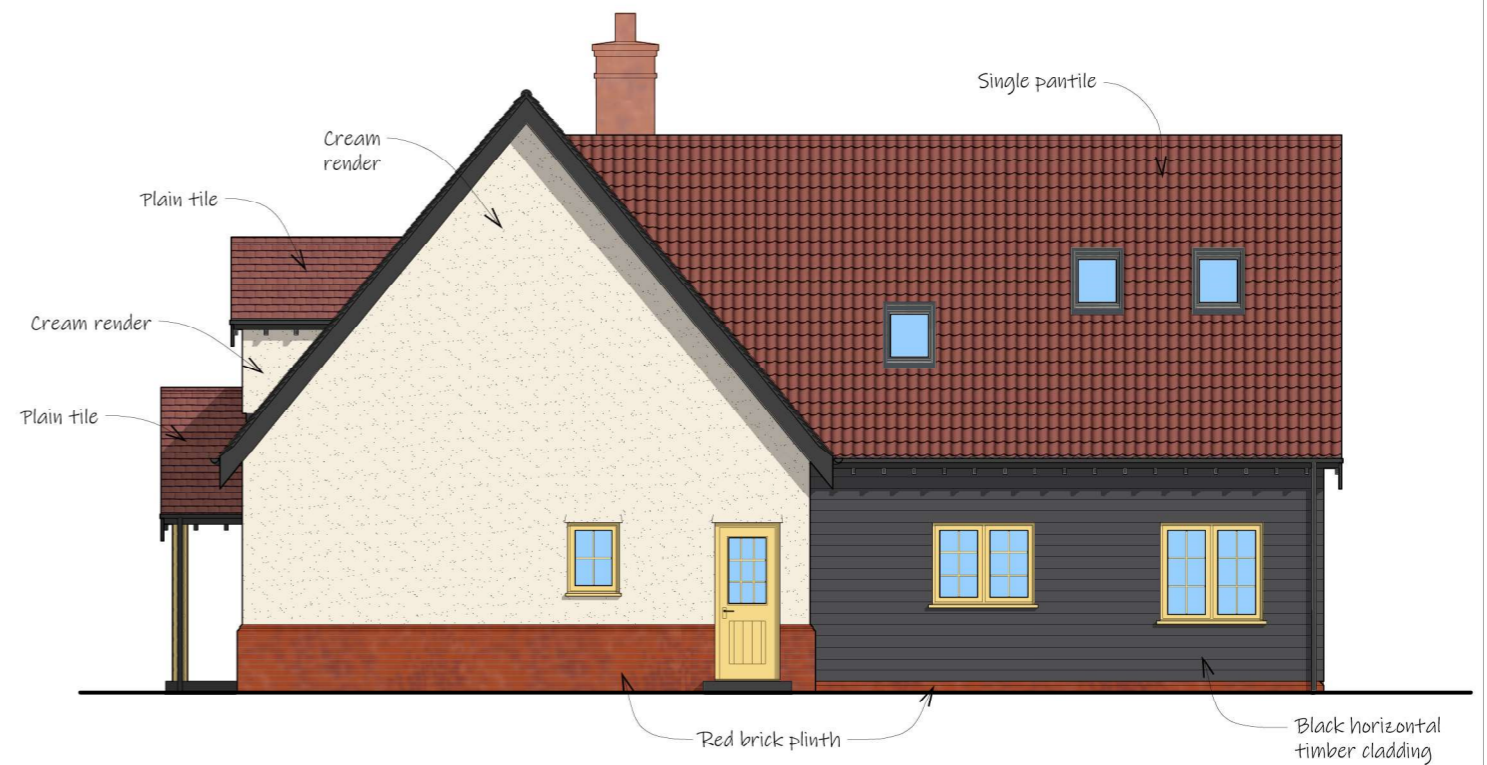 Single pantile
Cream
render
Plain tile
Cream render
Plain tile
Red brick plinth
Black horizontal
timber cladding